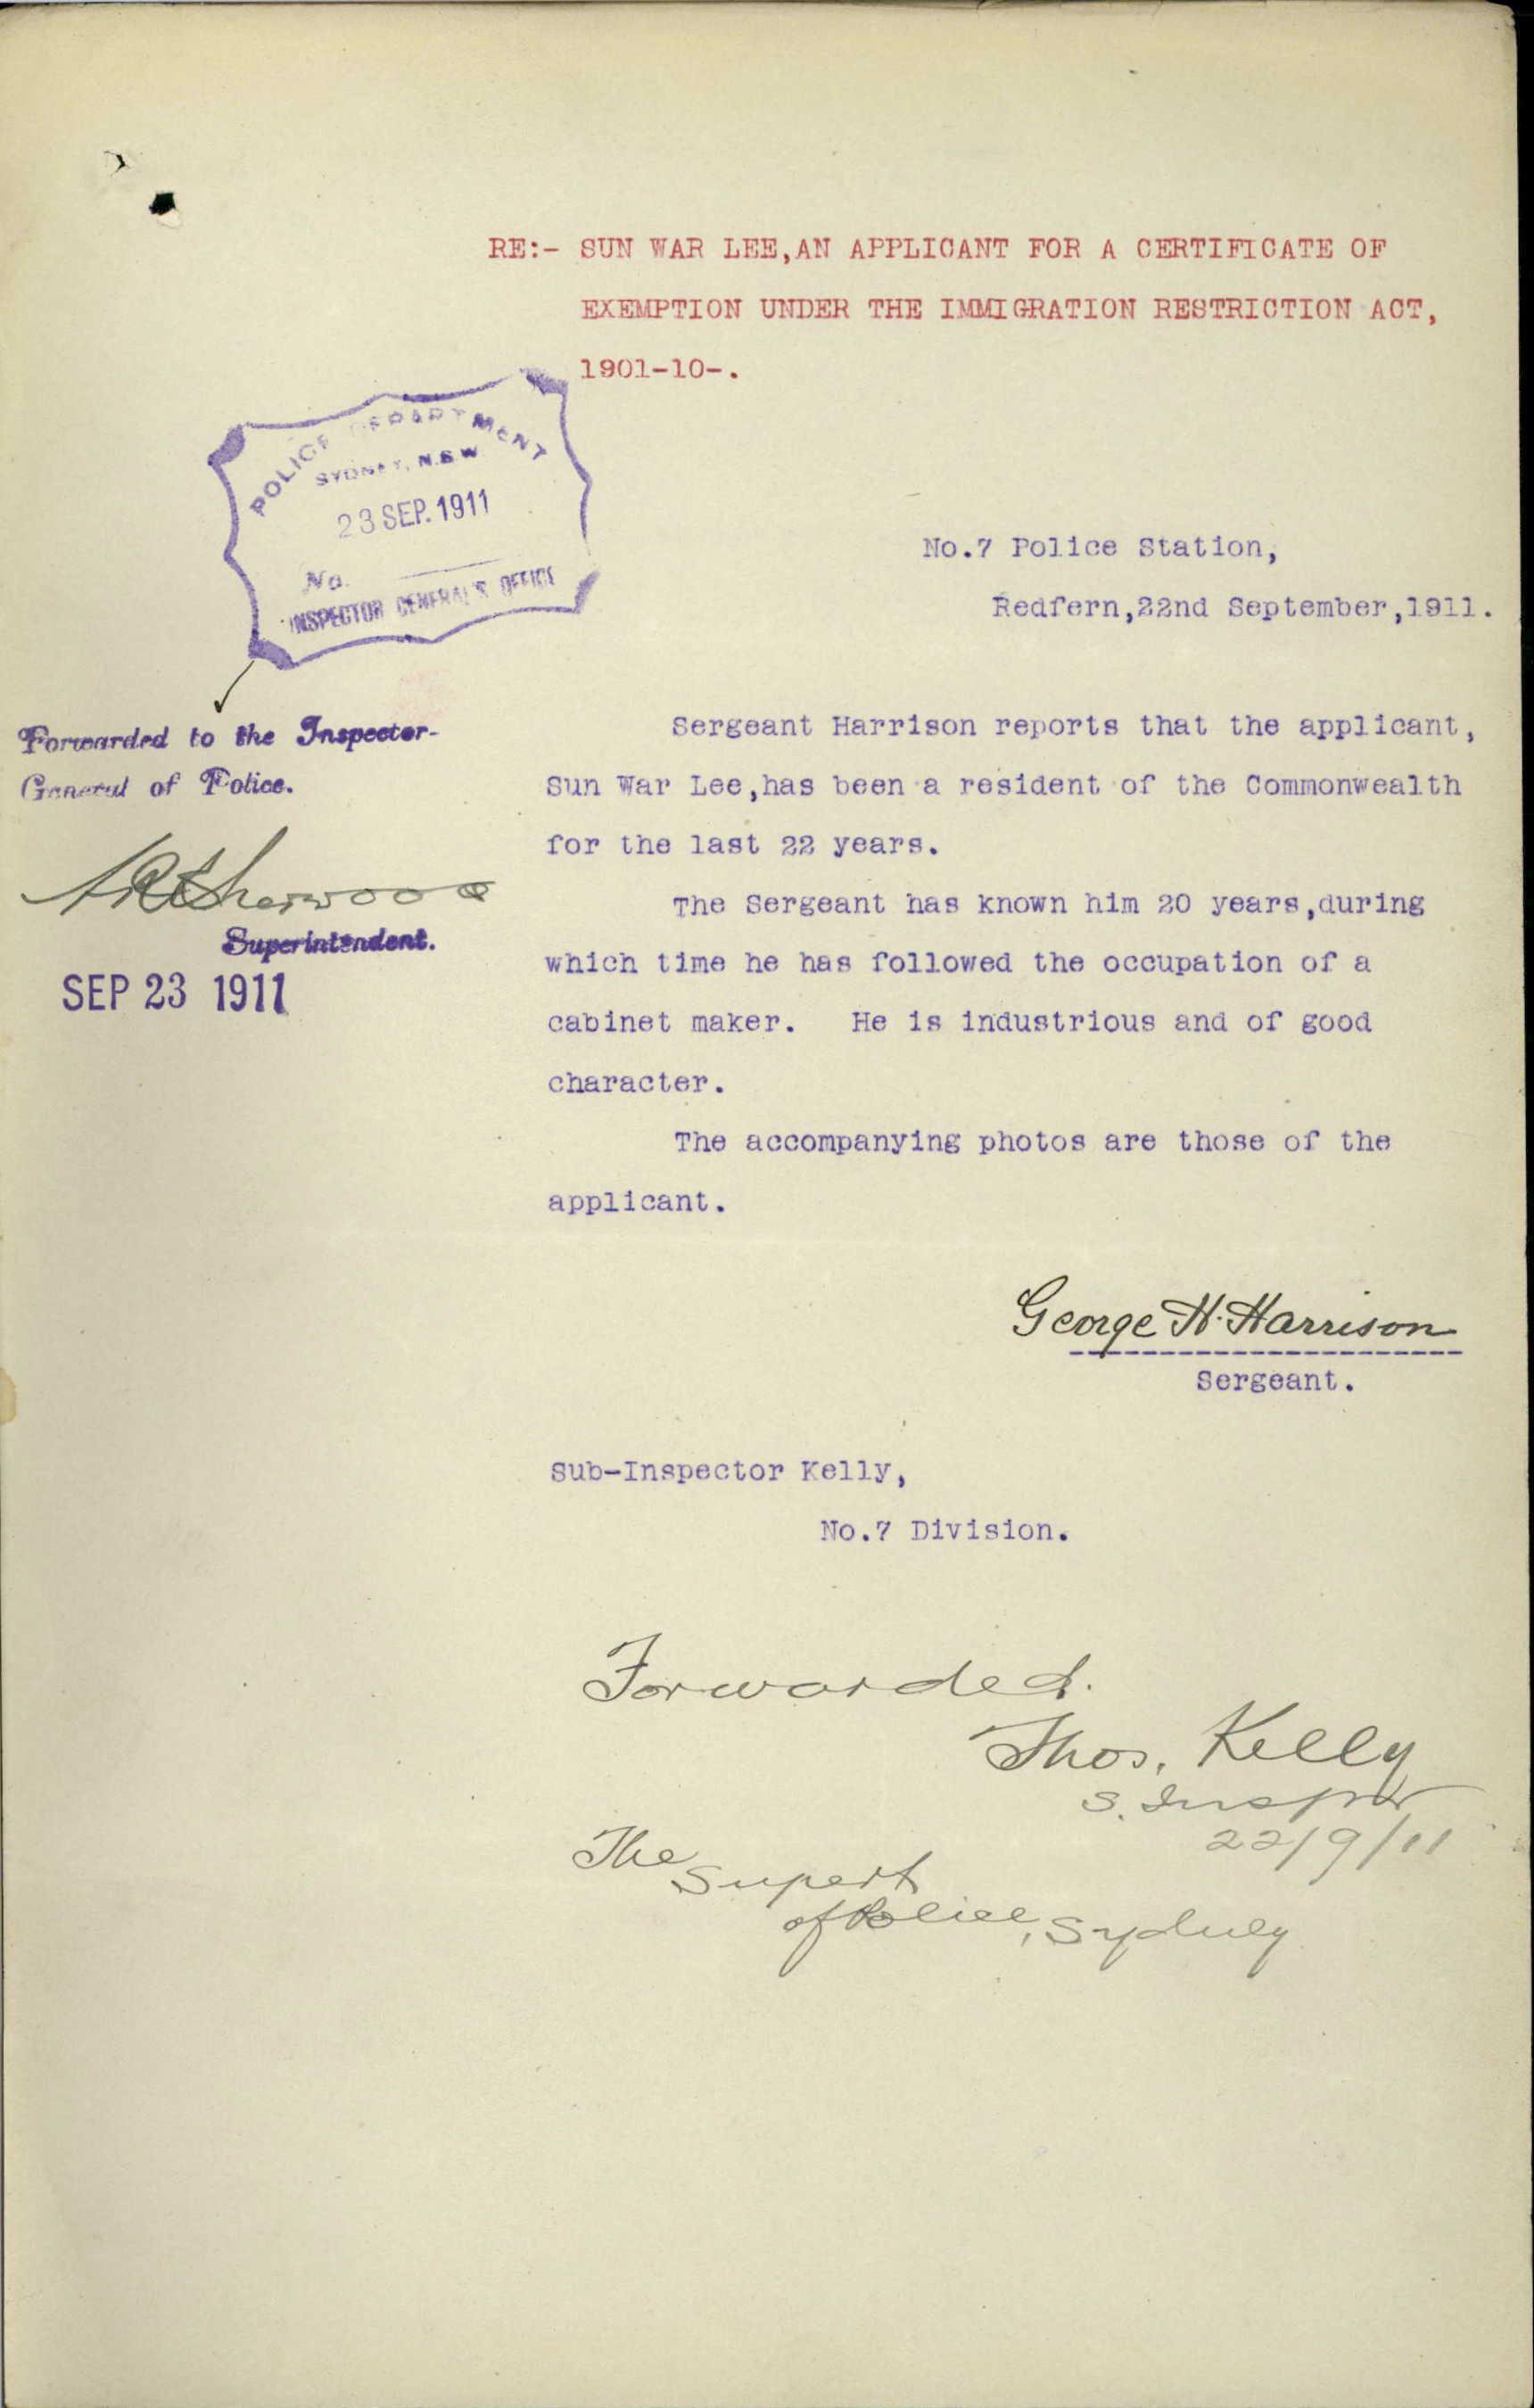 RE:- SUN WAR LEE,AN APPLICANT FOR A CERTIFICATE OF
EXEMPTION UNDER THE IMMIGRATION RESTRICTION ACT,
1901-10-.
POLICE DEPARTMENT
SYDNEY, N.S.W
23 SEP. 1911
No.
INSPECTOR GENERAL'S OFFICE
No.7 Police Station,
Redfern,22nd September,1911.
Forwarded to the Inspector-
General of Police.
Sherwood
Superintendent.
SEP 23 1911
Sergeant Harrison reports that the applicant,
Sun War Lee,has been a resident of the Commonwealth
for the last 22 years.
The Sergeant has known him 20 years,during
which time he has followed the occupation of a
cabinet maker. He is industrious and of good
character.
The accompanying photos are those of the
applicant.
George H. Harrison
Sergeant.
Sub-Inspector Kelly,
No.7 Division.
Forwarded.
Thos. Kelly
S. Inspr
22/9/11
The
Supert
of Police, Sydney